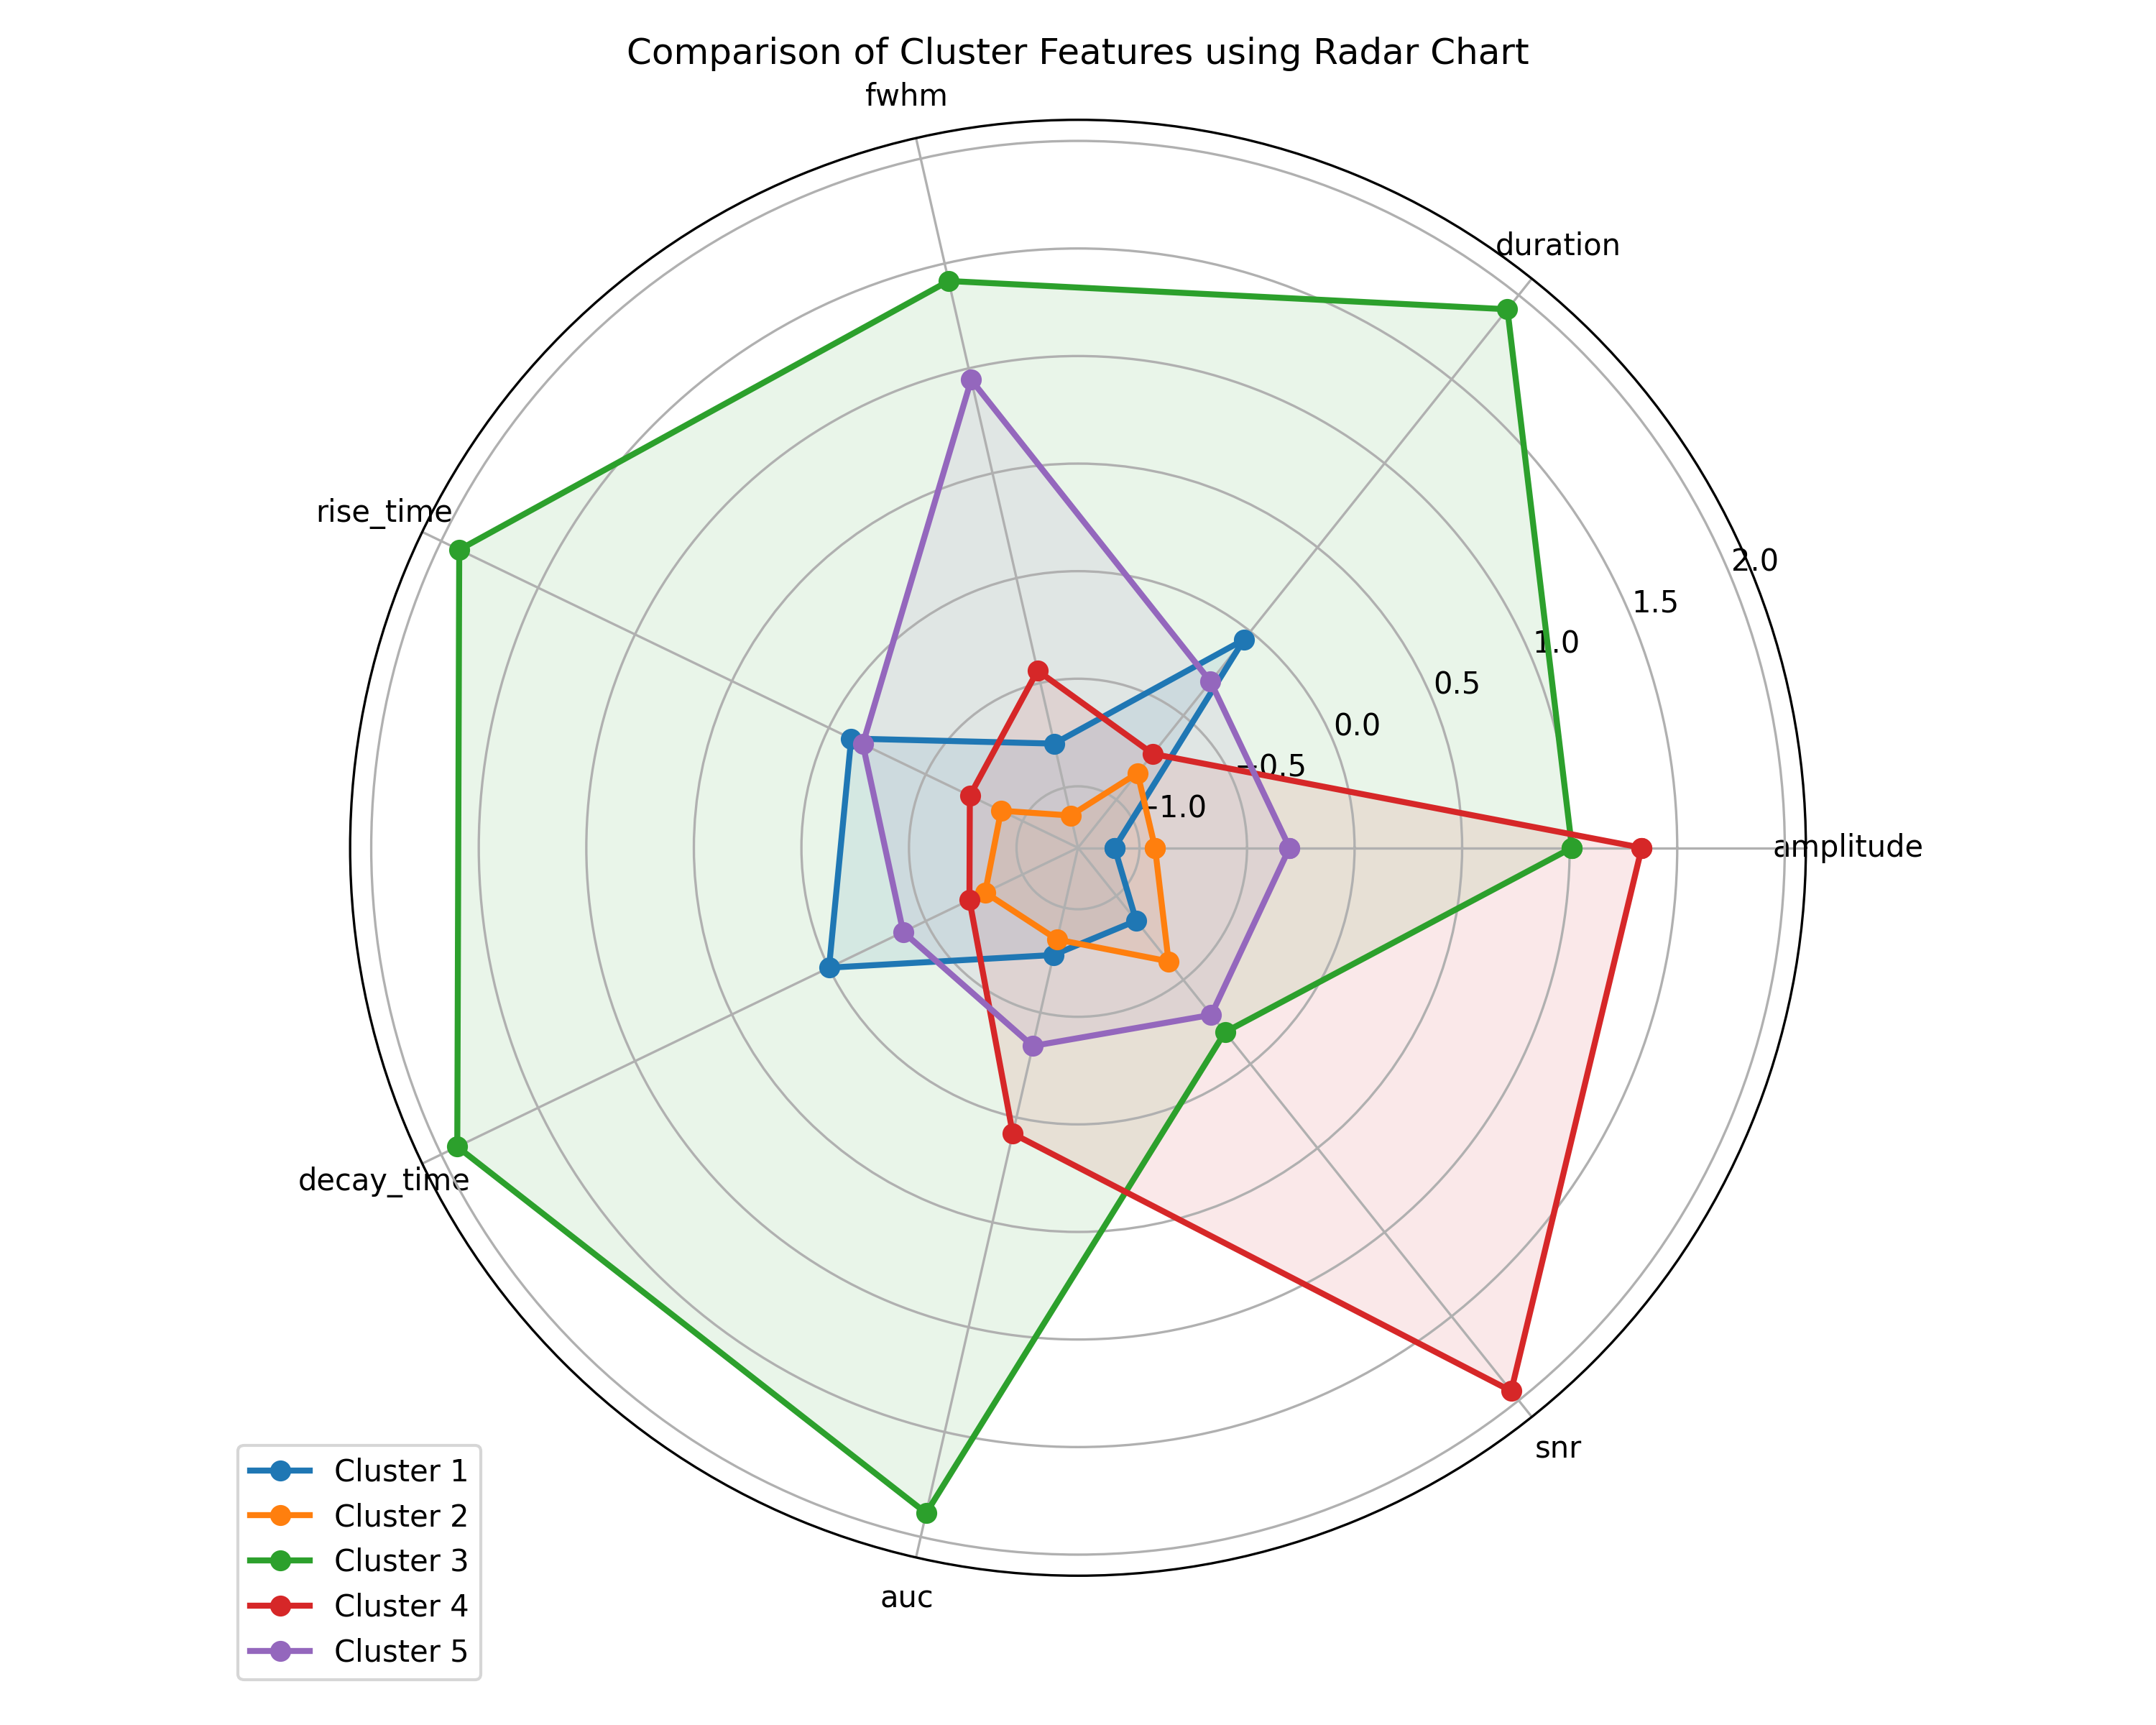 Comparison of Cluster Features using Radar Chart
fwhm
duration
rise_time
2.0
1.5
1.0
0.5
0.0
−0.5
−1.0
amplitude
decay_time
snr
auc
Cluster 1
Cluster 2
Cluster 3
Cluster 4
Cluster 5